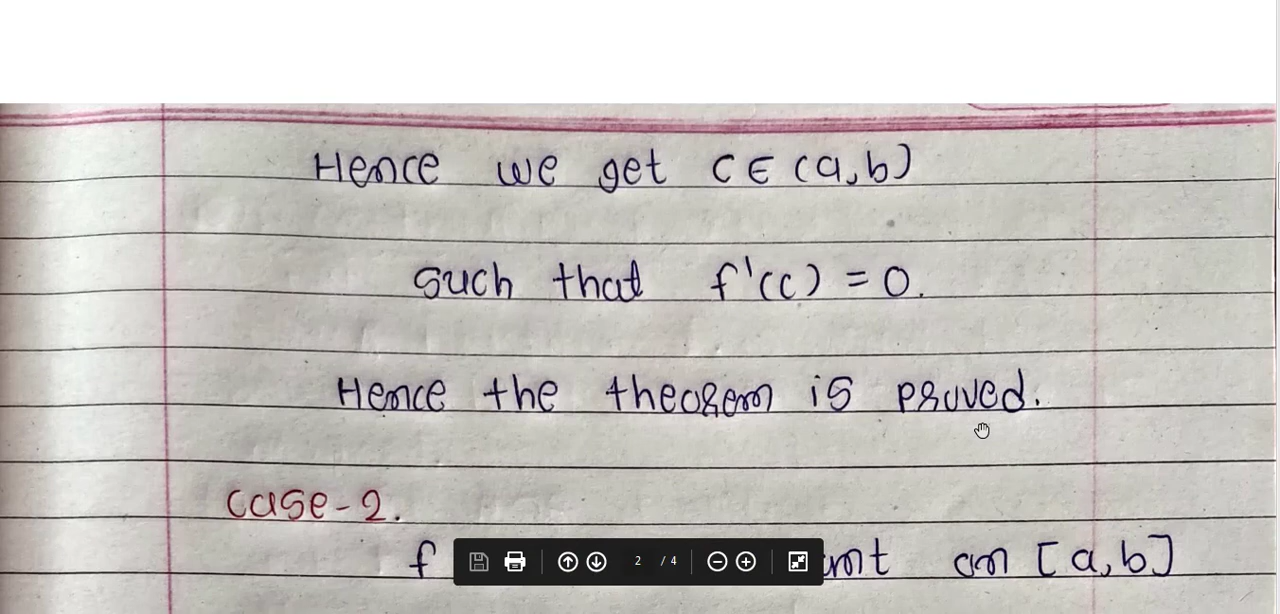 Hence we get c ∈ (a,b)
such that f'(c) = 0.
Hence the theorem is proved.
case-2.
f on [a,b]
2 / 4